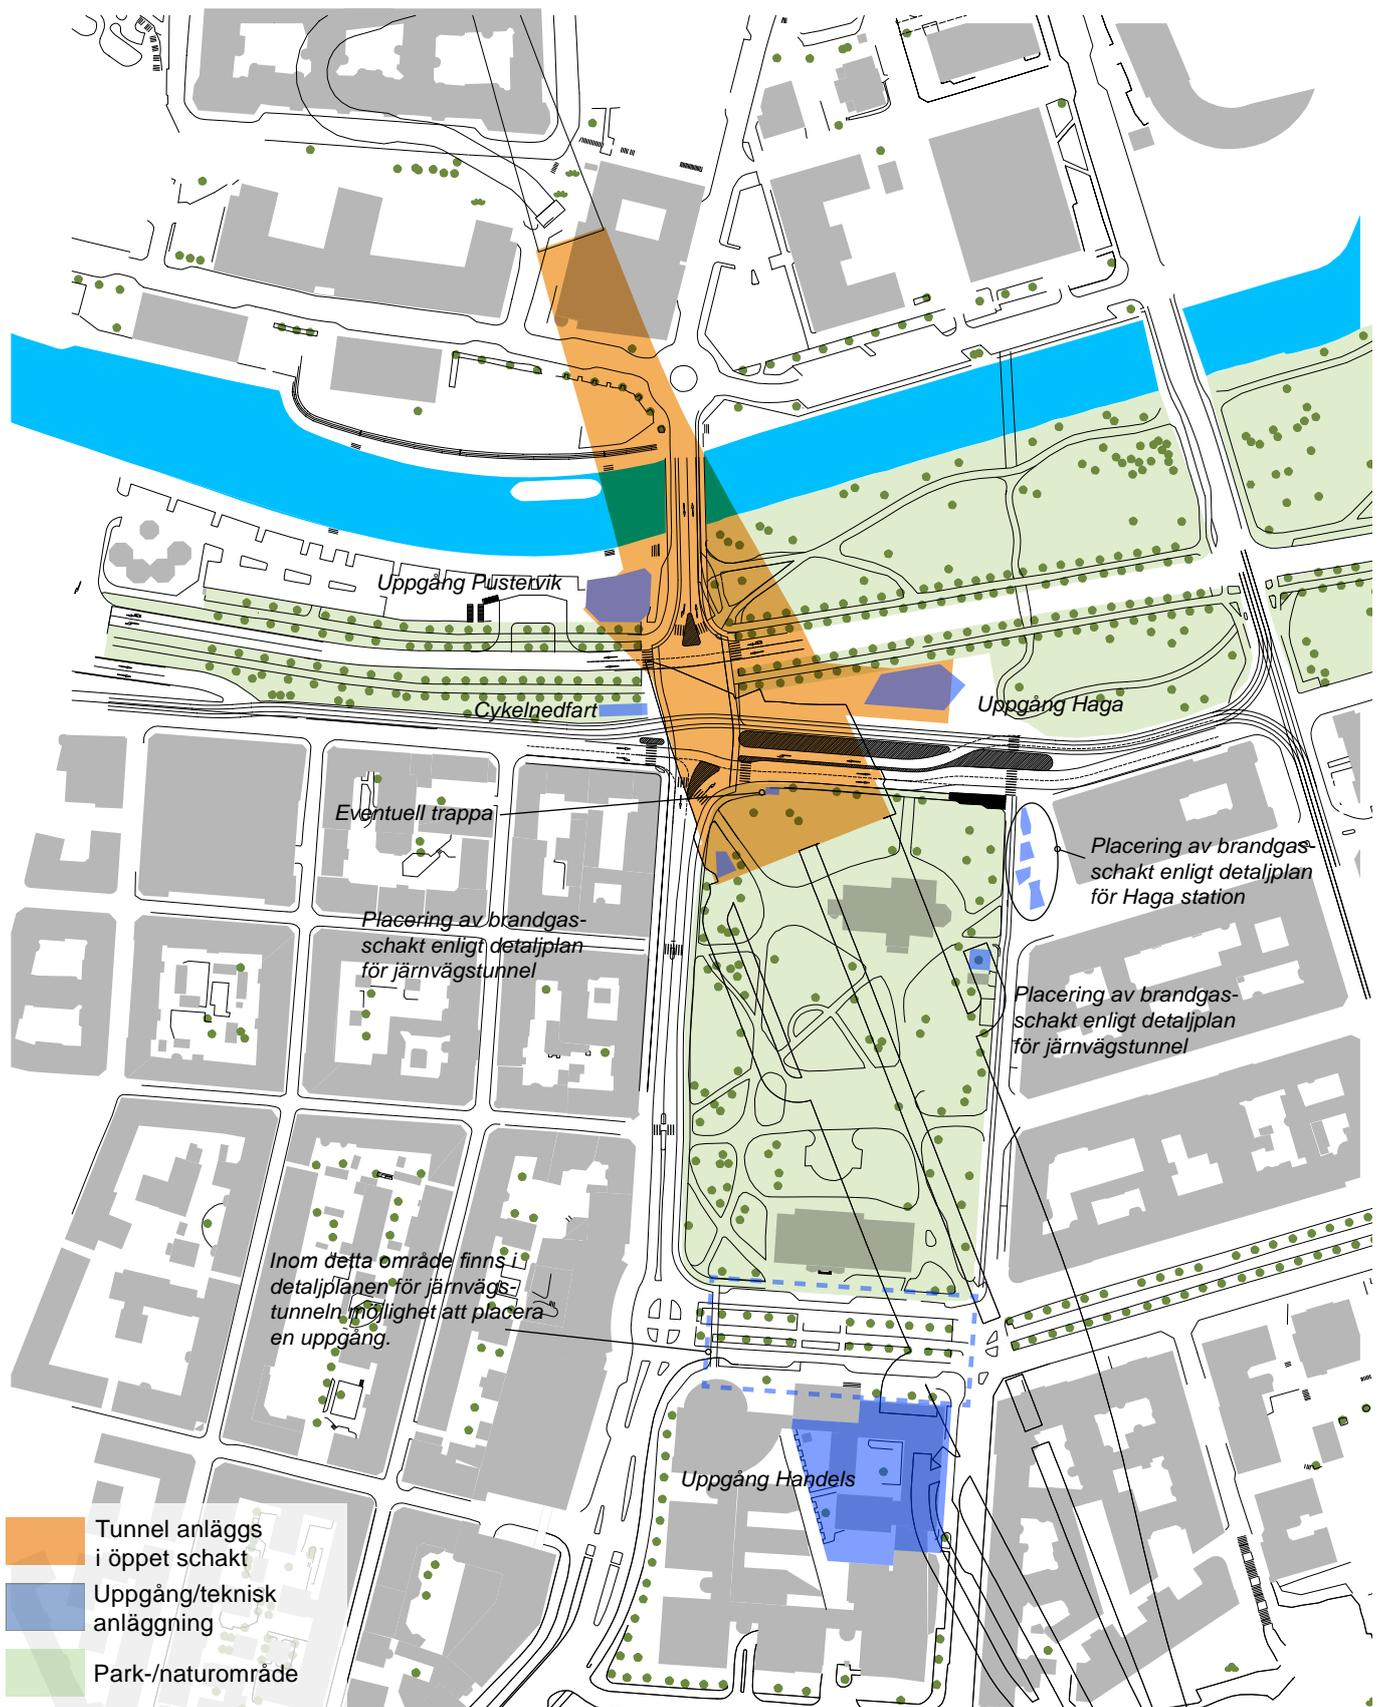 Uppgång Pustervik
Cykelnedfart
Uppgång Haga
Eventuell trappa
Placering av brandgas-
schakt enligt detaljplan
för Haga station
Placering av brandgas-
schakt enligt detaljplan
för järnvägstunnel
Placering av brandgas-
schakt enligt detaljplan
för järnvägstunnel
Inom detta område finns i
detaljplanen för järnvägs-
tunneln möjlighet att placera
en uppgång.
Uppgång Handels
Tunnel anläggs
i öppet schakt
Uppgång/teknisk
anläggning
Park-/naturområde